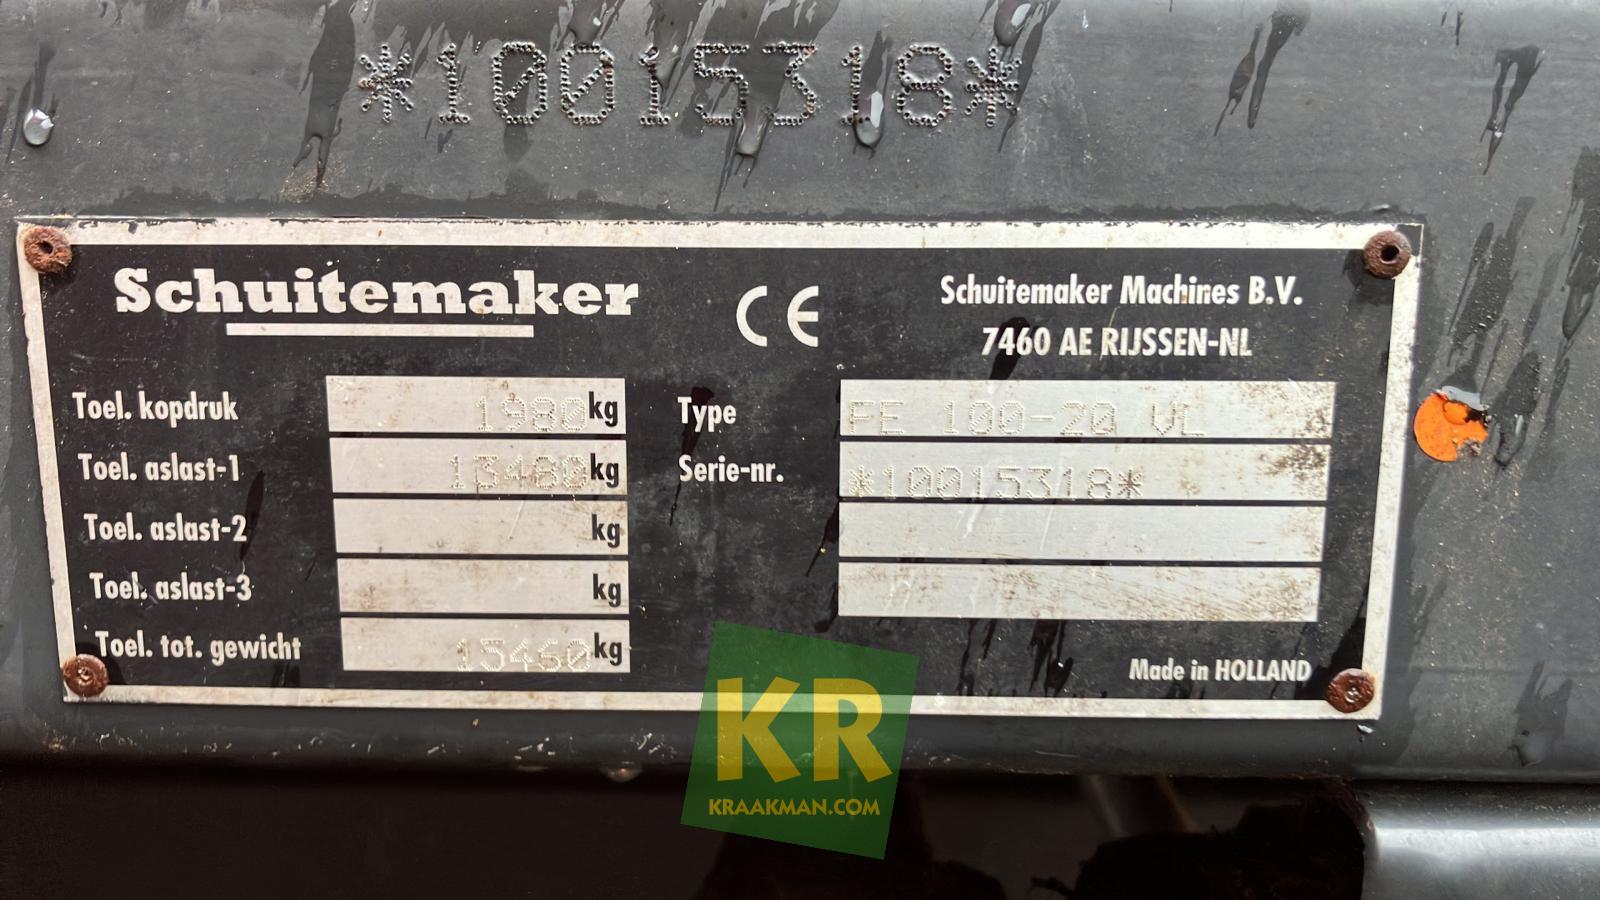 *10015318*
Schuitemaker
CE
Schuitemaker Machines B.V.
7460 AE RIJSSEN-NL
Toel. kopdruk 1980 kg
Toel. aslast-1 13480 kg
Toel. aslast-2 kg
Toel. aslast-3 kg
Toel. tot. gewicht 15460 kg
Type FE 100-20 VL
Serie-nr. *10015318*
Made in HOLLAND
KR
KRAAKMAN.COM